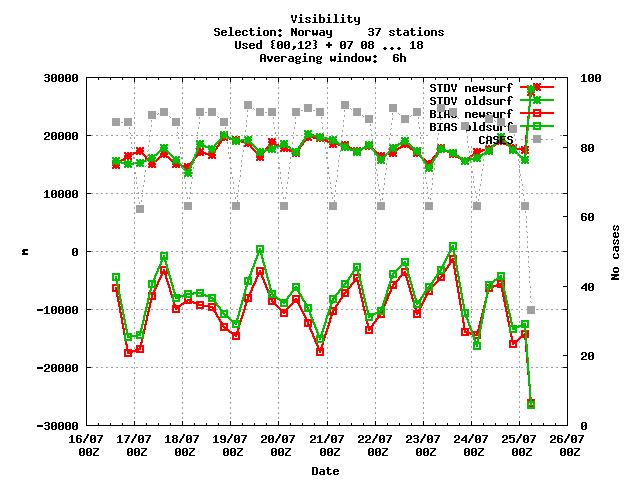 Visibility
Selection: Norway 37 stations
Used {00,12} + 07 08 ... 18
Averaging window: 6h
30000 100
STDV newsurf
STDV oldsurf
BIAS newsurf
BIAS oldsurf
20000 CASES 80
10000 60
m 0 No cases
-10000 40
-20000 20
-30000 0
16/07 17/07 18/07 19/07 20/07 21/07 22/07 23/07 24/07 25/07 26/07
00Z 00Z 00Z 00Z 00Z 00Z 00Z 00Z 00Z 00Z 00Z
Date